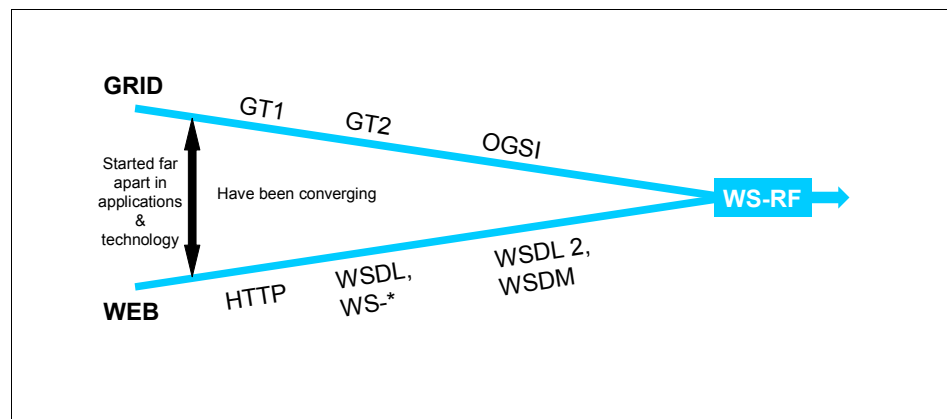 GRID
GT1
GT2
OGSI
Started far
apart in
applications
&
technology
Have been converging
WS-RF
WEB
HTTP
WSDL,
WS-*
WSDL 2,
WSDM